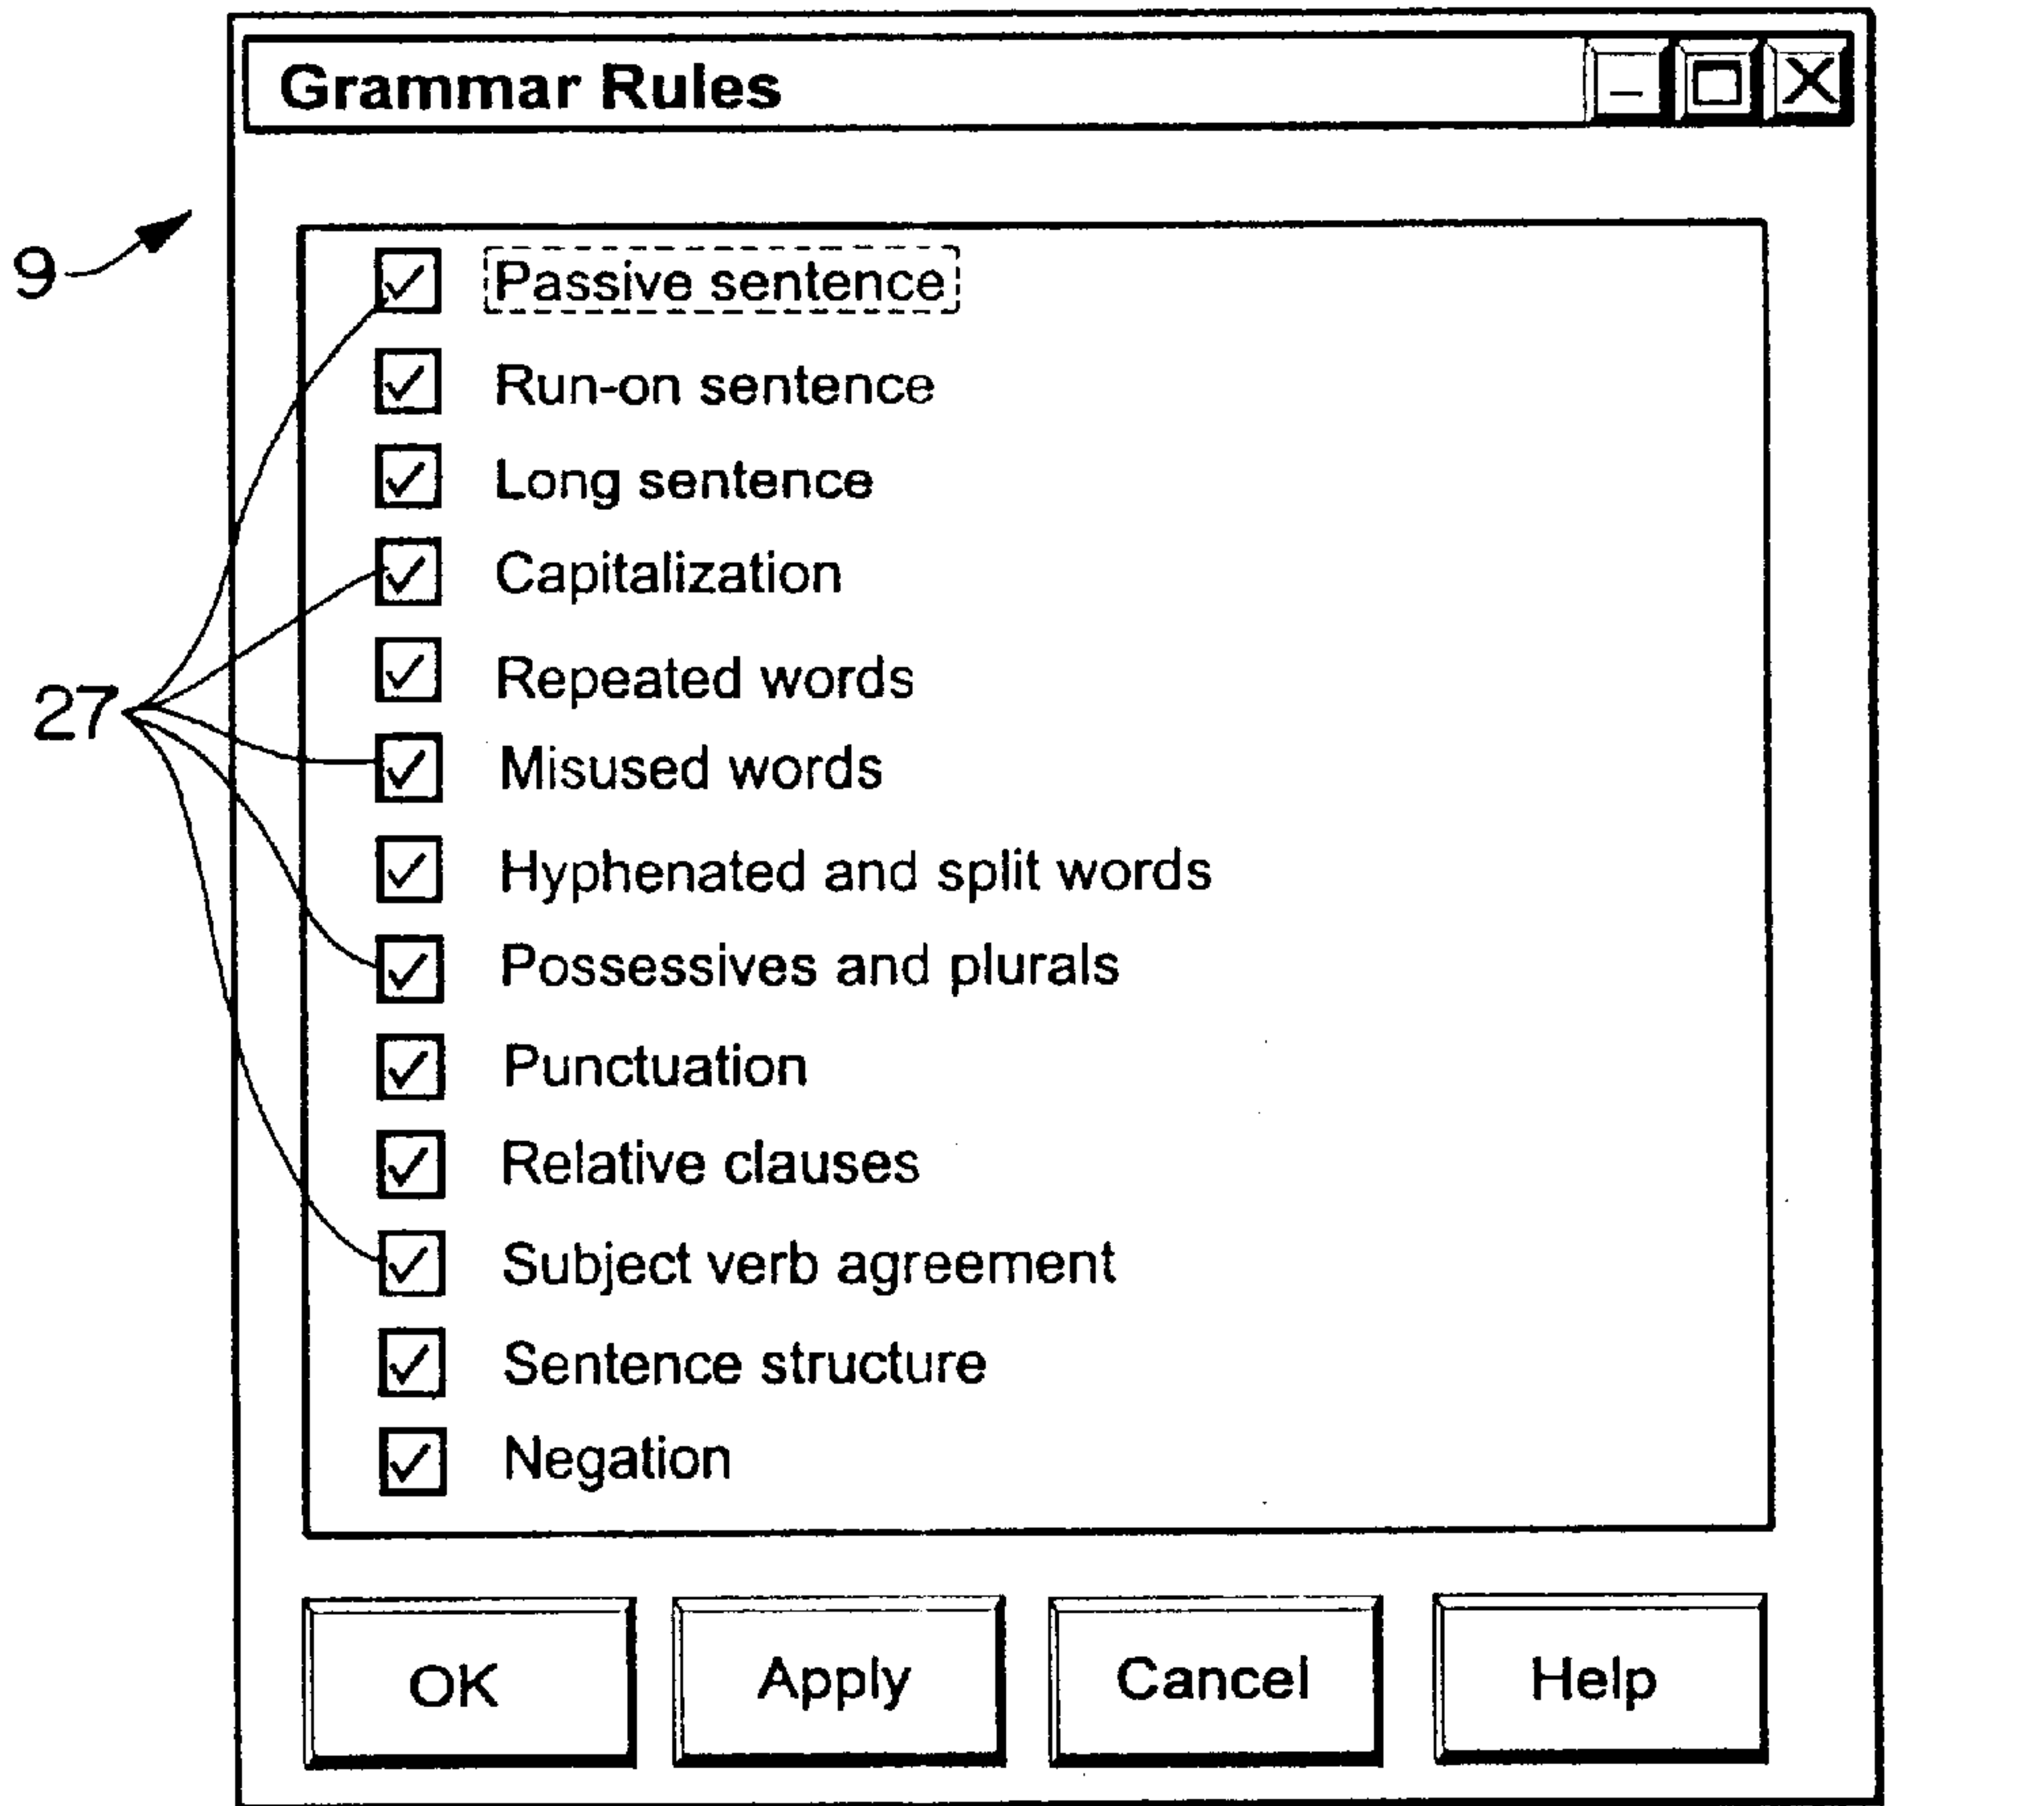 Grammar Rules
9
Passive sentence
Run-on sentence
Long sentence
Capitalization
Repeated words
27
Misused words
Hyphenated and split words
Possessives and plurals
Punctuation
Relative clauses
Subject verb agreement
Sentence structure
Negation
OK Apply Cancel Help